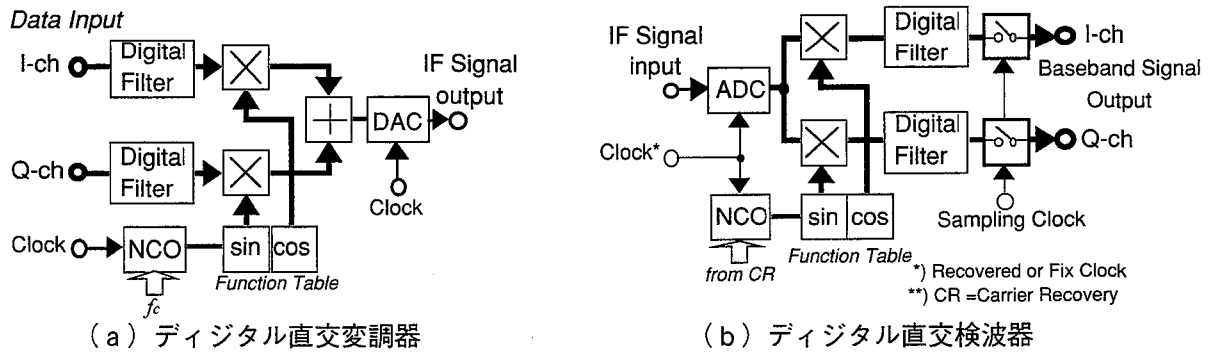 Data Input
I-ch
Digital
Filter
×
IF Signal
output
+
DAC
Q-ch
Digital
Filter
×
Clock
Clock
NCO
sin
cos
Function Table
fc
(a) ディジタル直交変調器
IF Signal
input
ADC
×
Digital
Filter
I-ch
Baseband Signal
Output
Clock*
×
Digital
Filter
Q-ch
NCO
sin
cos
Sampling Clock
Function Table
from CR
*) Recovered or Fix Clock
**) CR =Carrier Recovery
(b) ディジタル直交検波器